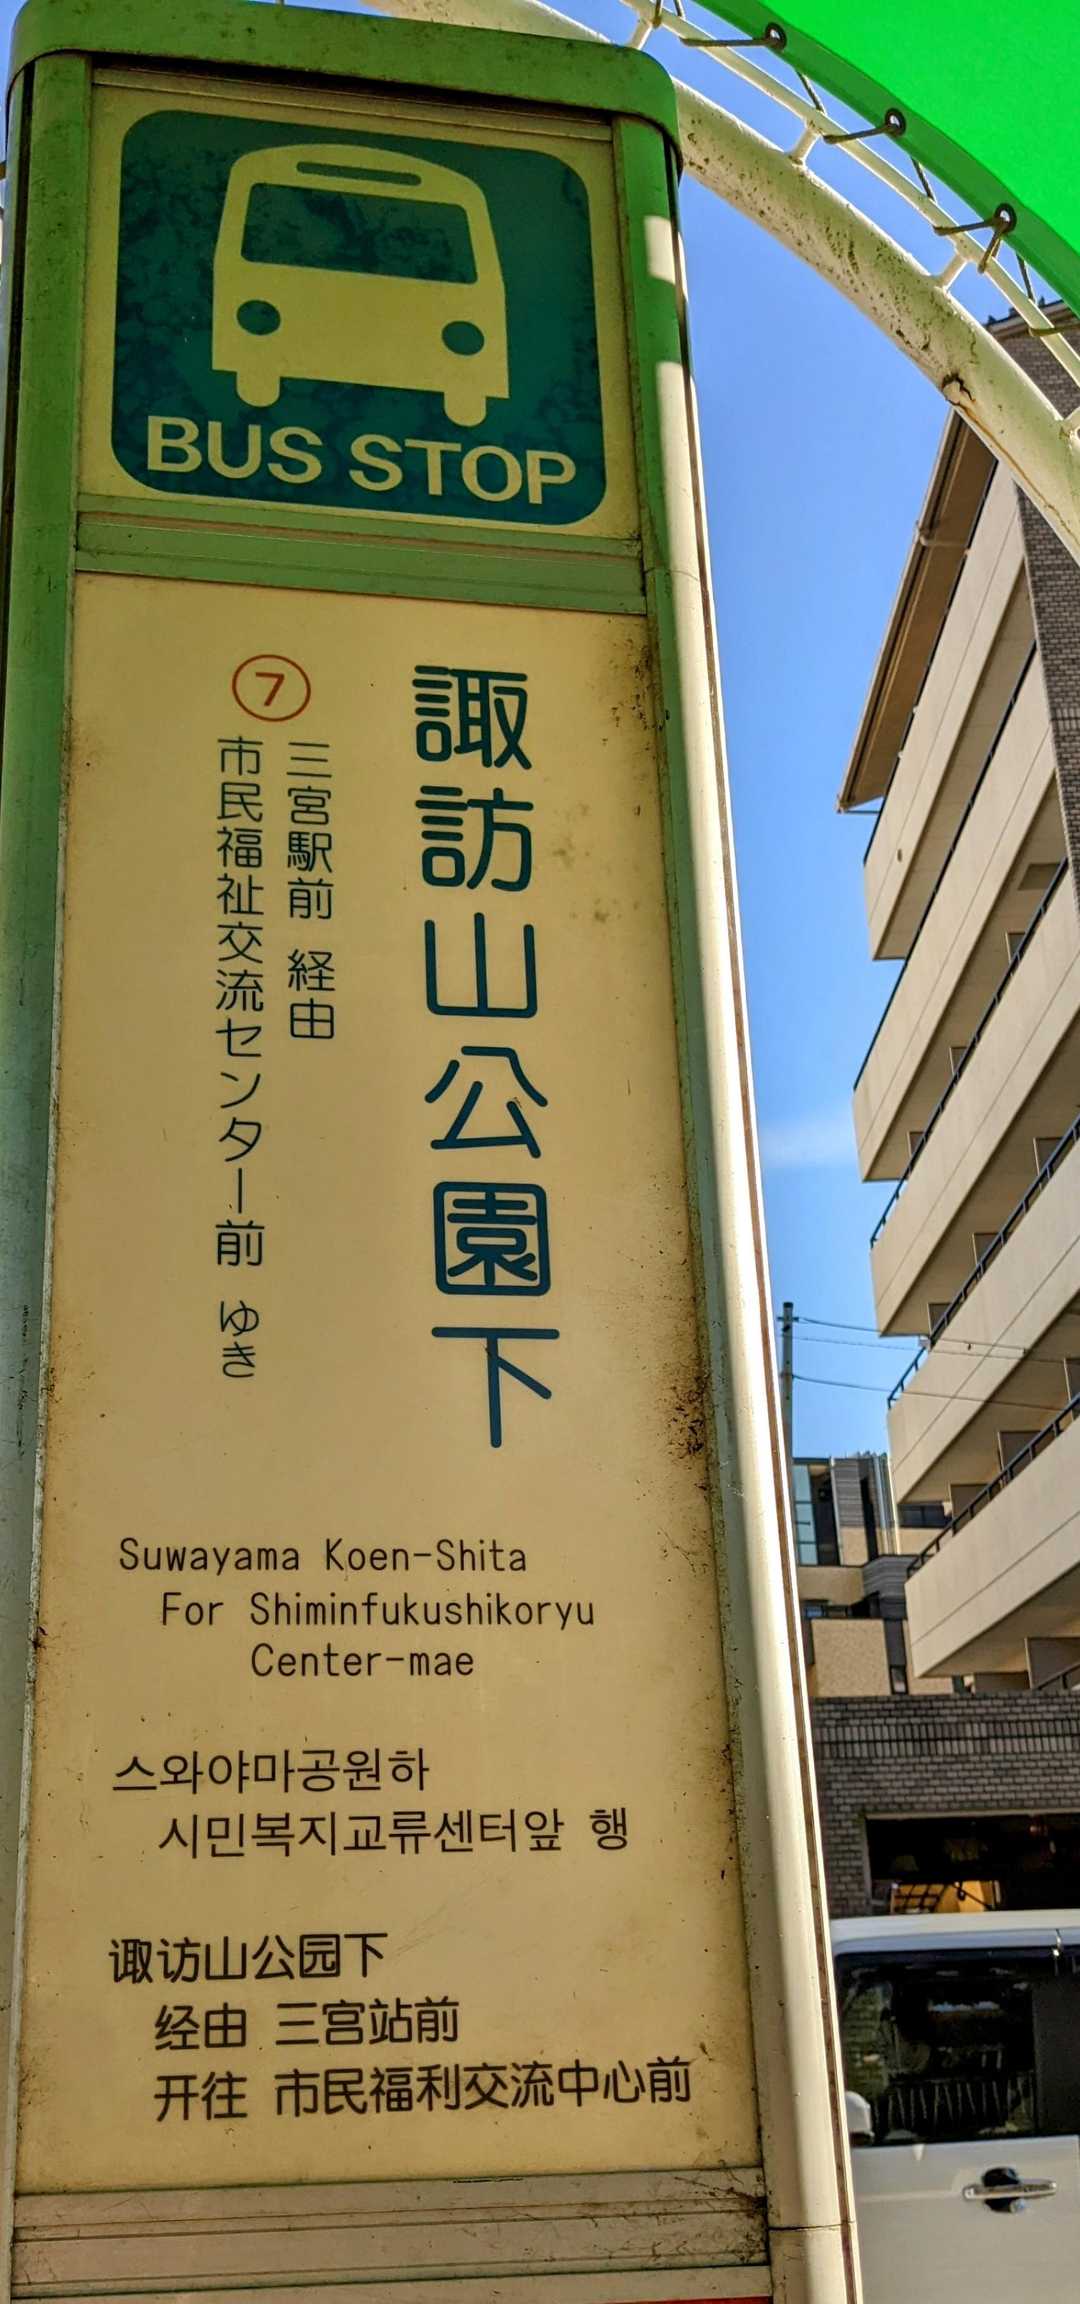 BUS STOP
諏訪山公園下
⑦
三宮駅前 経由
市民福祉交流センター前 ゆき
Suwayama Koen-Shita
For Shiminfukushikoryu
Center-mae
스와야마공원하
시민복지교류센터앞 행
诹访山公园下
经由 三宫站前
开往 市民福利交流中心前